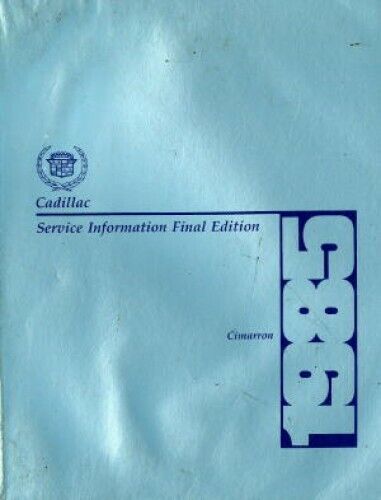 Cadillac
Service Information Final Edition
Cimarron
1985